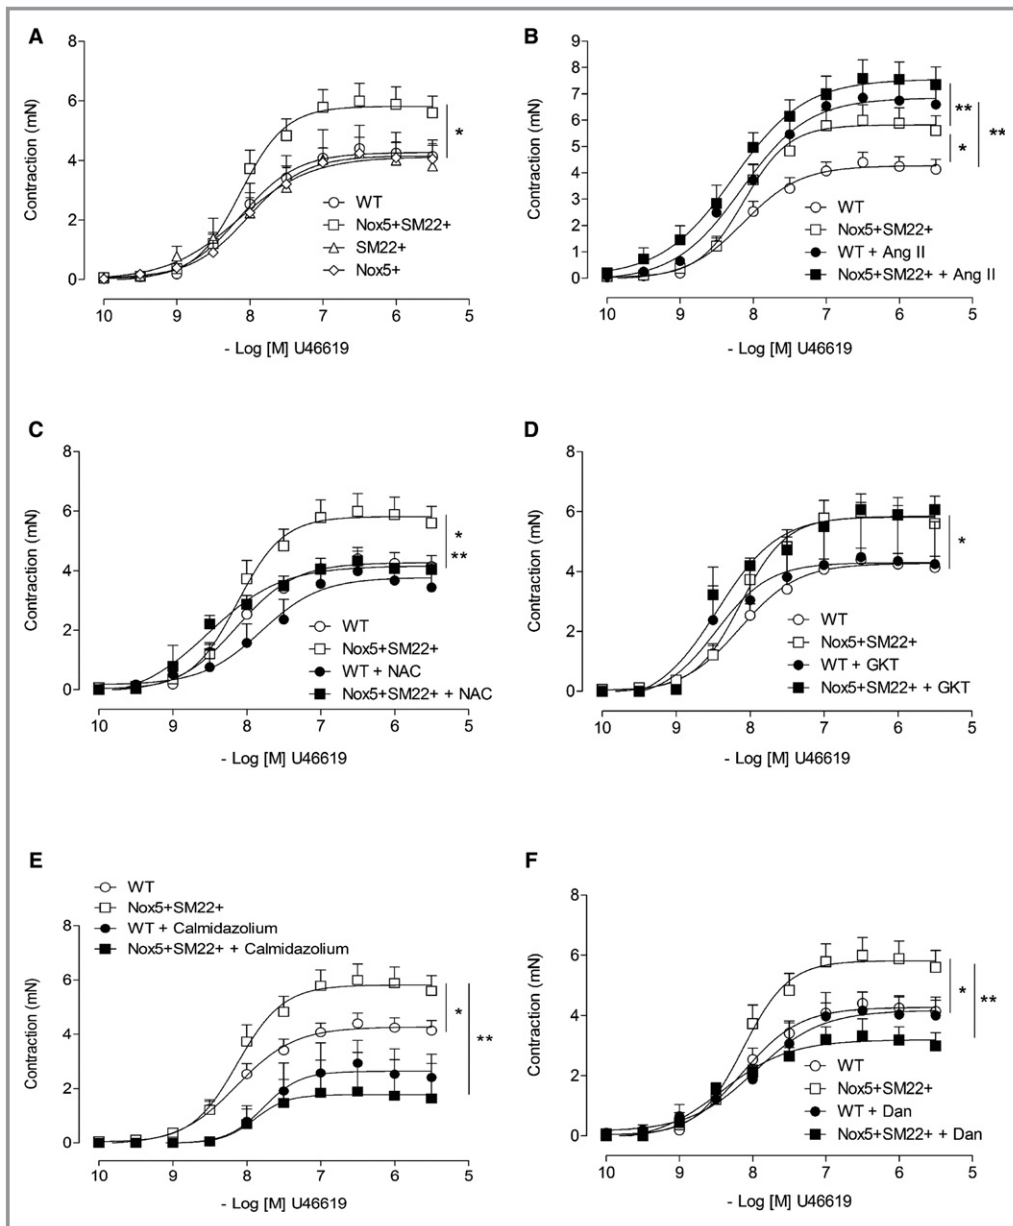 A
Contraction (mN)
8
6
4
2
0
WT
Nox5+SM22+
SM22+
Nox5+
*
10 9 8 7 6 5
- Log [M] U46619
B
Contraction (mN)
9
8
7
6
5
4
3
2
1
0
**
*
**
WT
Nox5+SM22+
WT + Ang II
Nox5+SM22+ + Ang II
10 9 8 7 6 5
- Log [M] U46619
C
Contraction (mN)
8
6
4
2
0
*
**
WT
Nox5+SM22+
WT + NAC
Nox5+SM22+ + NAC
10 9 8 7 6 5
- Log [M] U46619
D
Contraction (mN)
8
6
4
2
0
*
WT
Nox5+SM22+
WT + GKT
Nox5+SM22+ + GKT
10 9 8 7 6 5
- Log [M] U46619
E
WT
Nox5+SM22+
WT + Calmidazolium
Nox5+SM22+ + Calmidazolium
Contraction (mN)
8
6
4
2
0
*
**
10 9 8 7 6 5
- Log [M] U46619
F
Contraction (mN)
8
6
4
2
0
*
**
WT
Nox5+SM22+
WT + Dan
Nox5+SM22+ + Dan
10 9 8 7 6 5
- Log [M] U46619